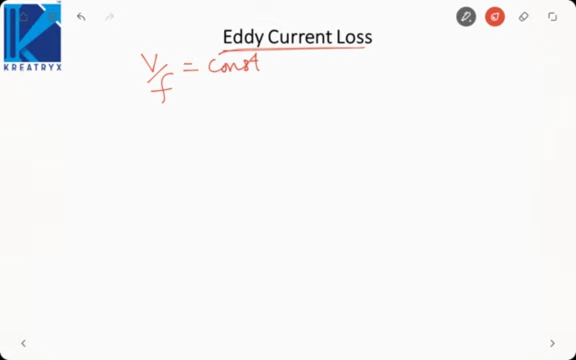 Eddy Current Loss
KREATRYX
V/f = const